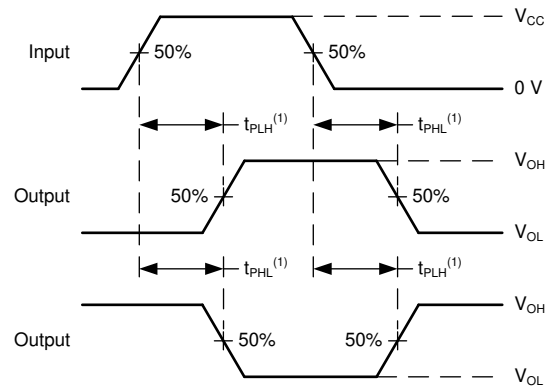 V_CC
Input
50%
50%
0 V
t_PLH^(1)
t_PHL^(1)
V_OH
Output
50%
50%
V_OL
t_PHL^(1)
t_PLH^(1)
V_OH
Output
50%
50%
V_OL